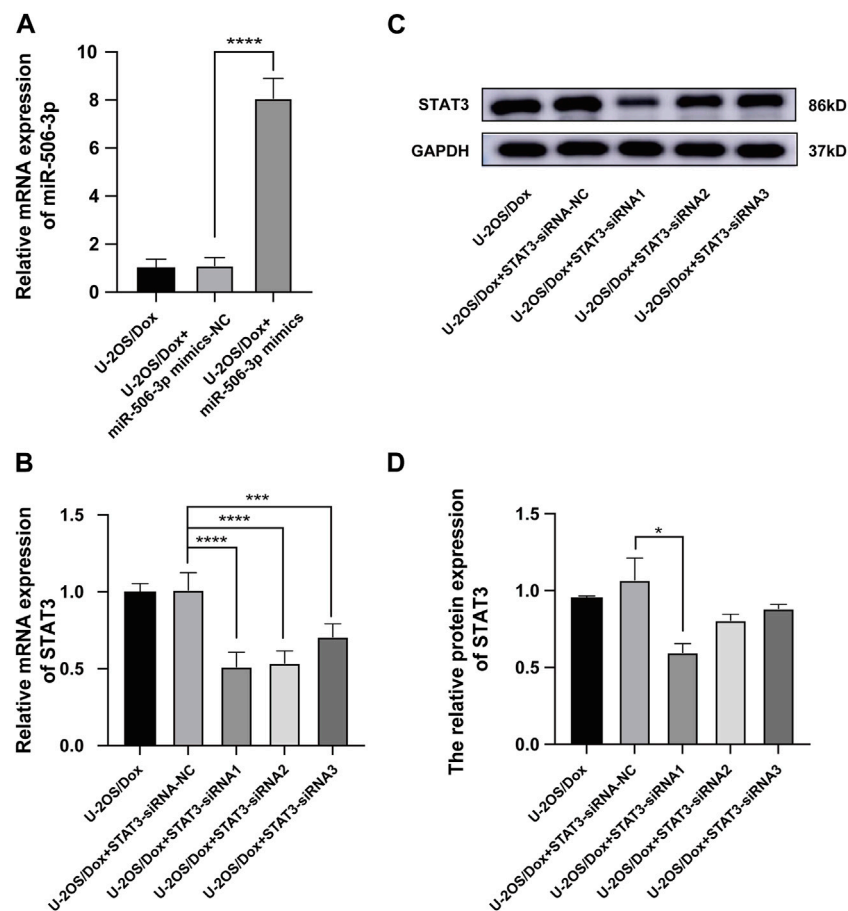 A
Relative mRNA expression
of miR-506-3p
10
8
6
4
2
0
****
U-2OS/Dox
U-2OS/Dox+
miR-506-3p mimics-NC
U-2OS/Dox+
miR-506-3p mimics
C
STAT3
86kD
GAPDH
37kD
U-2OS/Dox
U-2OS/Dox+STAT3-siRNA-NC
U-2OS/Dox+STAT3-siRNA1
U-2OS/Dox+STAT3-siRNA2
U-2OS/Dox+STAT3-siRNA3
B
Relative mRNA expression
of STAT3
1.5
1.0
0.5
0.0
***
****
****
U-2OS/Dox
U-2OS/Dox+STAT3-siRNA-NC
U-2OS/Dox+STAT3-siRNA1
U-2OS/Dox+STAT3-siRNA2
U-2OS/Dox+STAT3-siRNA3
D
The relative protein expression
of STAT3
1.5
1.0
0.5
0.0
*
U-2OS/Dox
U-2OS/Dox+STAT3-siRNA-NC
U-2OS/Dox+STAT3-siRNA1
U-2OS/Dox+STAT3-siRNA2
U-2OS/Dox+STAT3-siRNA3